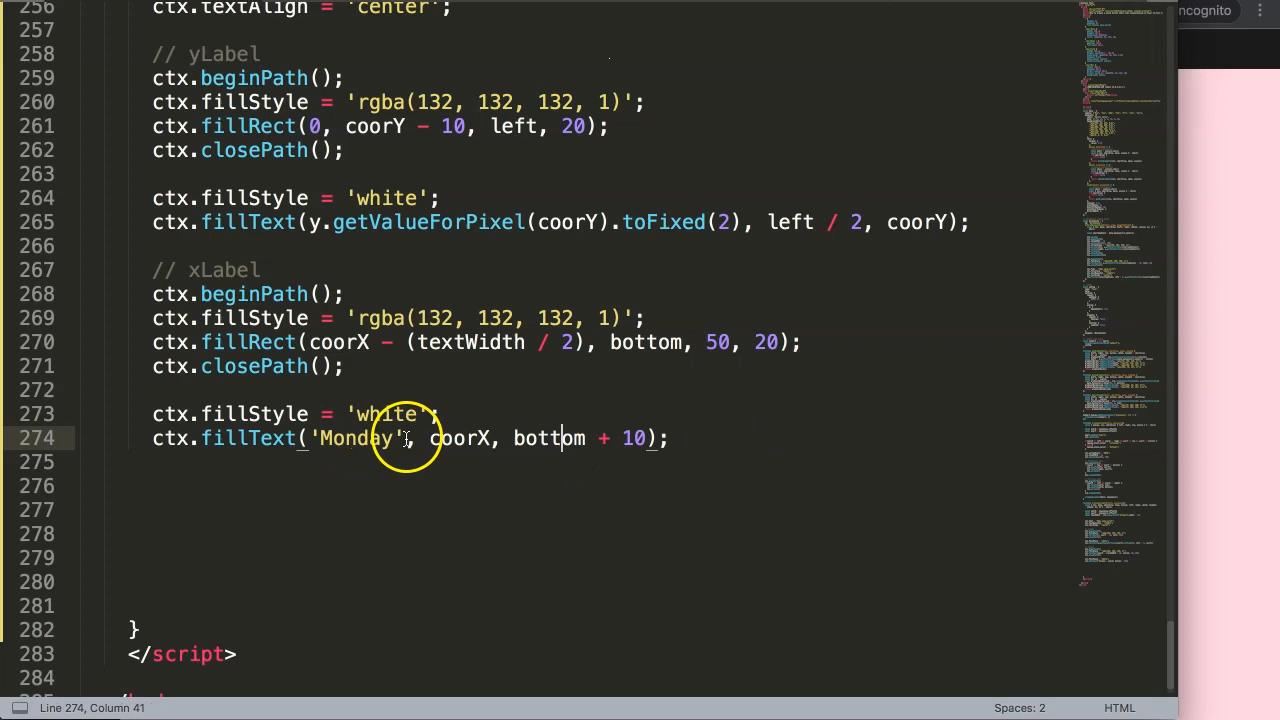 256 ctx.textAlign = 'center';
257
258 // yLabel
259 ctx.beginPath();
260 ctx.fillStyle = 'rgba(132, 132, 132, 1)';
261 ctx.fillRect(0, coorY - 10, left, 20);
262 ctx.closePath();
263
264 ctx.fillStyle = 'white';
265 ctx.fillText(y.getValueForPixel(coorY).toFixed(2), left / 2, coorY);
266
267 // xLabel
268 ctx.beginPath();
269 ctx.fillStyle = 'rgba(132, 132, 132, 1)';
270 ctx.fillRect(coorX - (textWidth / 2), bottom, 50, 20);
271 ctx.closePath();
272
273 ctx.fillStyle = 'white';
274 ctx.fillText('Monday', coorX, bottom + 10);
275
276
277
278
279
280
281
282 }
283 </script>
284
Line 274, Column 41
Spaces: 2
HTML
cognito